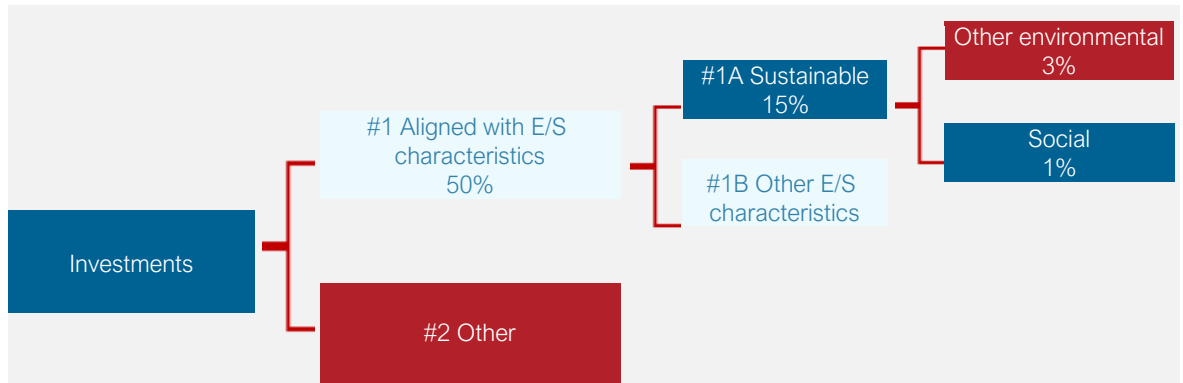 Investments
#1 Aligned with E/S
characteristics
50%
#2 Other
#1A Sustainable
15%
#1B Other E/S
characteristics
Other environmental
3%
Social
1%